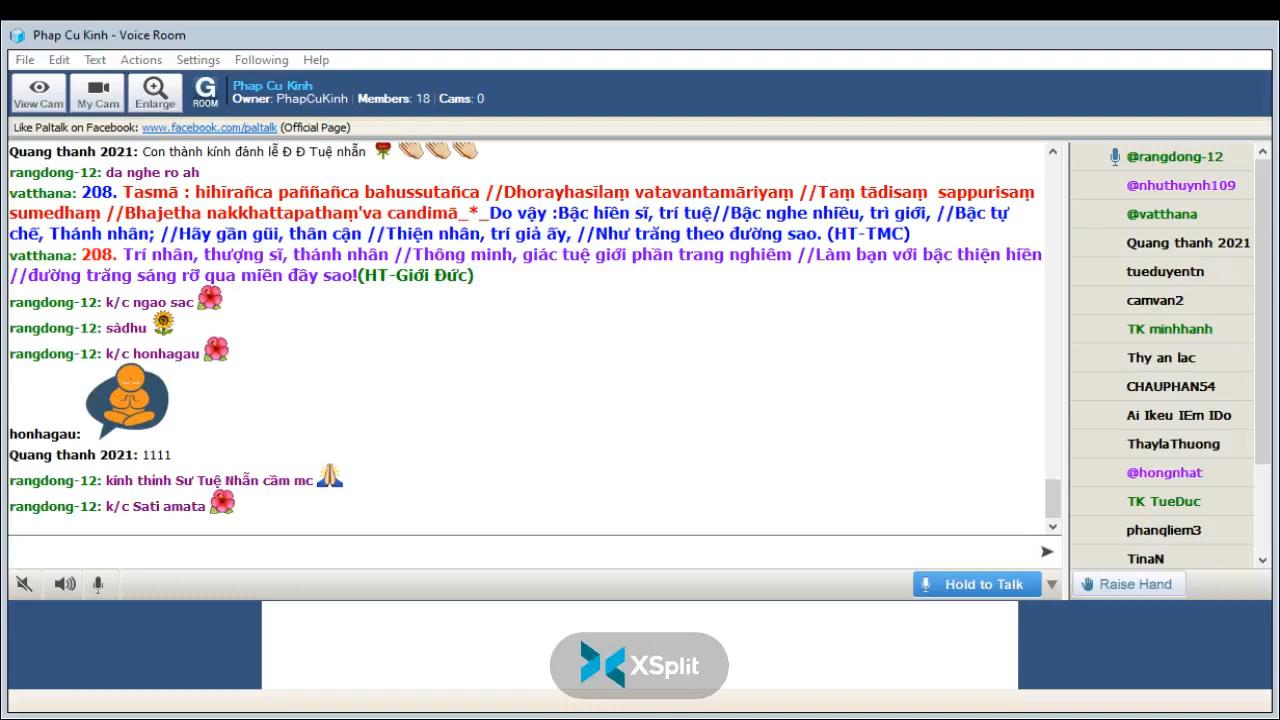 Phap Cu Kinh - Voice Room
File Edit Text Actions Settings Following Help
View Cam My Cam Enlarge G ROOM
Phap Cu Kinh
Owner: PhapCuKinh Members: 18 Cams: 0
Like Paltalk on Facebook: www.facebook.com/paltalk (Official Page)
Quang thanh 2021: Con thành kính đảnh lễ Đ Đ Tuệ nhẫn
rangdong-12: da nghe ro ah
vatthana: 208. Tasmā : hihīrañca paññañca bahussutañca //Dhorayhasīlaṃ vatavantamāriyaṃ //Taṃ tādisaṃ sappurisaṃ
sumedhaṃ //Bhajetha nakkhattapathaṃ'va candimā_*_Do vậy :Bậc hiền sĩ, trí tuệ//Bậc nghe nhiều, trì giới, //Bậc tự
chế, Thánh nhân; //Hãy gần gũi, thân cận //Thiện nhân, trí giả ấy, //Như trăng theo đường sao. (HT-TMC)
vatthana: 208. Trí nhân, thượng sĩ, thánh nhân //Thông minh, giác tuệ giới phần trang nghiêm //Làm bạn với bậc thiện hiền
//đường trăng sáng rỡ qua miền đầy sao!(HT-Giới Đức)
rangdong-12: k/c ngao sac
rangdong-12: sàdhu
rangdong-12: k/c honhagau
honhagau:
Quang thanh 2021: 1111
rangdong-12: kính thỉnh Sư Tuệ Nhẫn cầm mc
rangdong-12: k/c Sati amata
Hold to Talk
@rangdong-12
@nhuthuynh109
@vatthana
Quang thanh 2021
tueduyentn
camvan2
TK minhhanh
Thy an lac
CHAUPHAN54
Ai lkeu IEm IDo
ThaylaThuong
@hongnhat
TK TueDuc
phanqliem3
TinaN
Raise Hand
XSplit